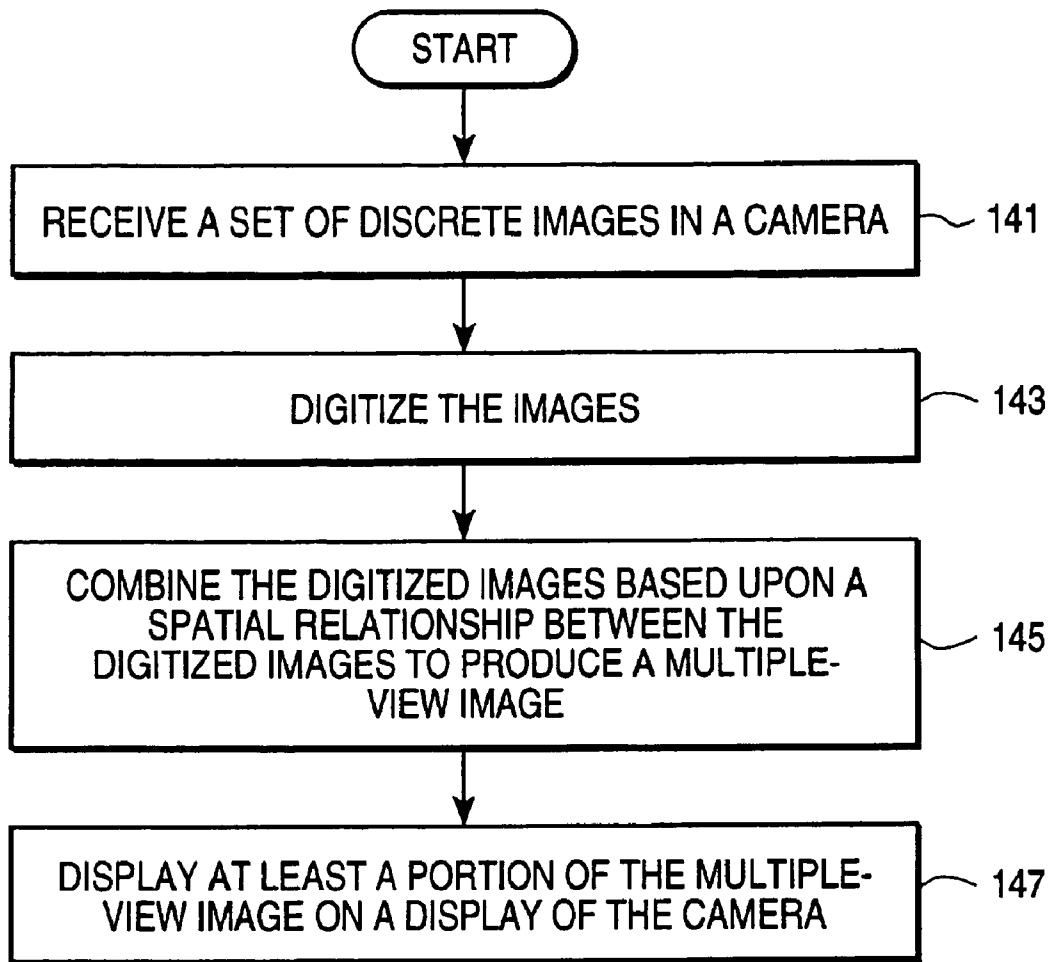 START
RECEIVE A SET OF DISCRETE IMAGES IN A CAMERA
141
DIGITIZE THE IMAGES
143
COMBINE THE DIGITIZED IMAGES BASED UPON A
SPATIAL RELATIONSHIP BETWEEN THE
DIGITIZED IMAGES TO PRODUCE A MULTIPLE-
VIEW IMAGE
145
DISPLAY AT LEAST A PORTION OF THE MULTIPLE-
VIEW IMAGE ON A DISPLAY OF THE CAMERA
147